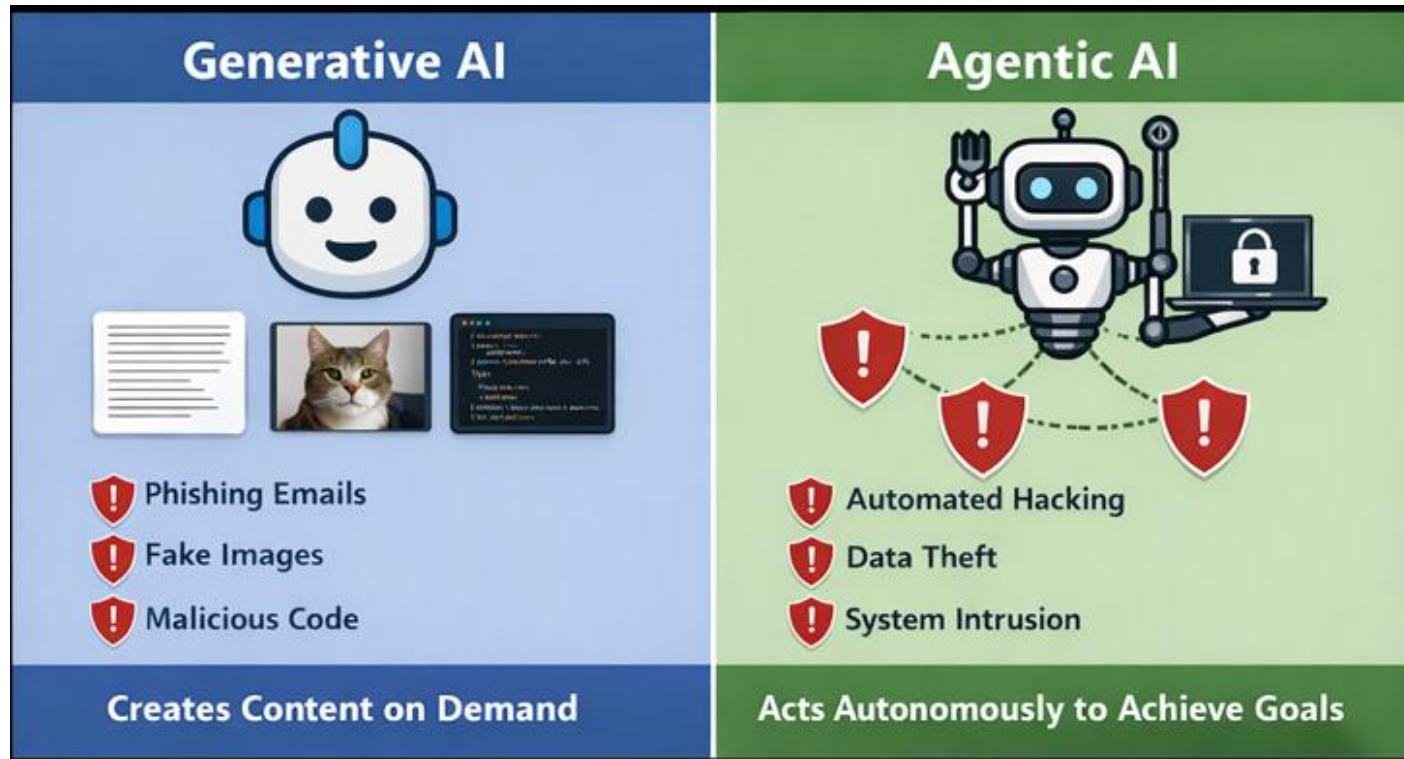 Generative AI
Phishing Emails
Fake Images
Malicious Code
Creates Content on Demand
Agentic AI
Automated Hacking
Data Theft
System Intrusion
Acts Autonomously to Achieve Goals